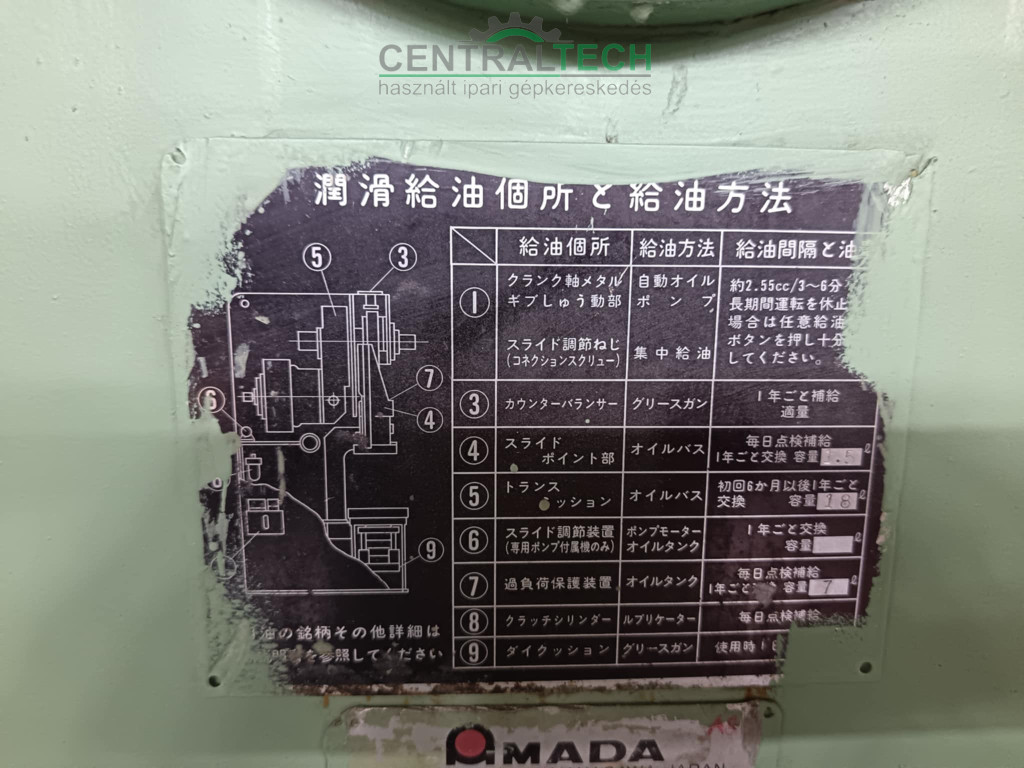 CENTRALTECH
használt ipari gépkereskedés
潤滑給油個所と給油方法
給油個所 給油方法 給油間隔と油
① クランク軸メタル 自動オイル 約2.55cc/3〜6分
ギブしゅう動部 ポンプ 長期間運転を休止
場合は任意給油
スライド調節ねじ 集中給油 ボタンを押し十分
(コネクションスクリュー) してください。
③ カウンターバランサー グリースガン 1年ごと補給
適量
④ スライド オイルバス 毎日点検補給
ポイント部 1年ごと交換 容量 .5ℓ
⑤ トランス オイルバス 初回6か月以後1年ごと
ッション 交換 容量 18ℓ
⑥ スライド調節装置 ポンプモーター 1年ごと交換
(専用ポンプ付属機のみ) オイルタンク 容量 ℓ
⑦ 過負荷保護装置 オイルタンク 毎日点検補給
1年ごと 容量 7ℓ
⑧ クラッチシリンダー ルブリケーター 毎日点検補給
⑨ ダイクッション グリースガン 使用時1
⑤ ③
⑦
④
⑥
⑨
油の銘柄その他詳細は
を参照してください
AMADA
JAPAN